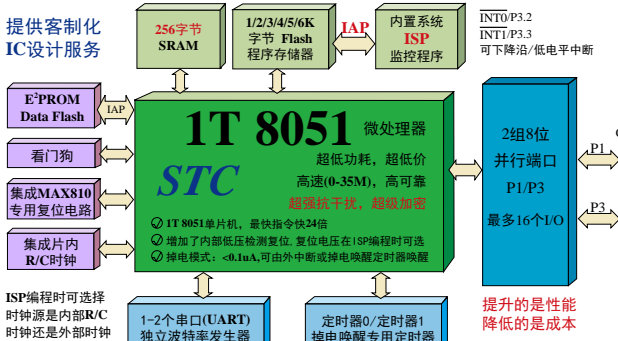 提供客制化
IC设计服务
256字节
SRAM
1/2/3/4/5/6K
字节 Flash
程序存储器
IAP
内置系统
ISP
监控程序
INT0/P3.2
INT1/P3.3
可下降沿/低电平中断
E²PROM
Data Flash
IAP
看门狗
集成MAX810
专用复位电路
集成片内
R/C时钟
1T 8051 微处理器
STC
超低功耗，超低价
高速(0-35M)，高可靠
超强抗干扰，超级加密
1T 8051单片机，最快指令快24倍
增加了内部低压检测复位,复位电压在ISP编程时可选
掉电模式：<0.1uA,可由外中断或掉电唤醒定时器唤醒
2组8位
并行端口
P1/P3
最多16个I/O
P1
P3
ISP编程时可选择
时钟源是内部R/C
时钟还是外部时钟
1-2个串口(UART)
独立波特率发生器
定时器0/定时器1
掉电唤醒专用定时器
提升的是性能
降低的是成本